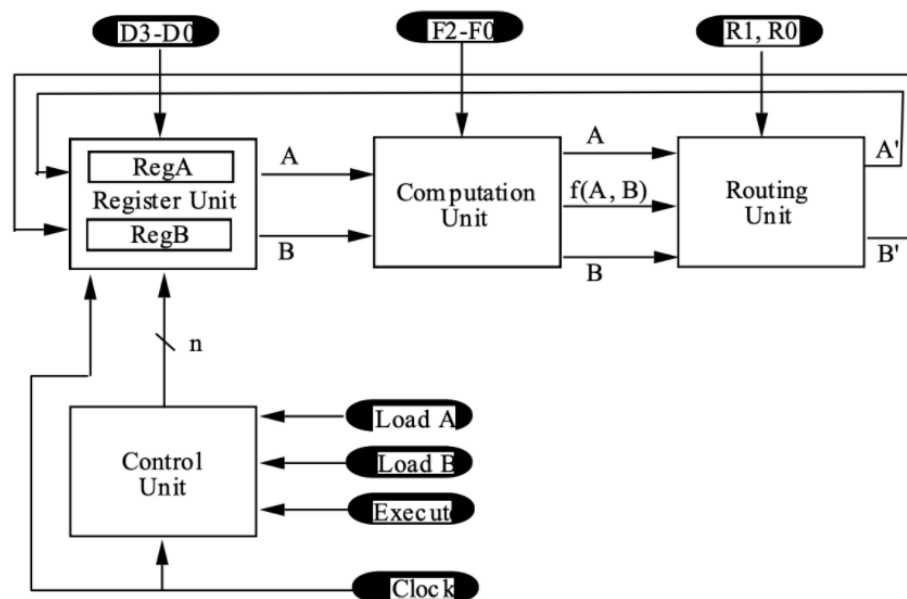 D3-D0
F2-F0
R1, R0
RegA
Register Unit
RegB
A
B
Computation
Unit
A
f(A, B)
B
Routing
Unit
A'
B'
n
Control
Unit
Load A
Load B
Execute
Clock